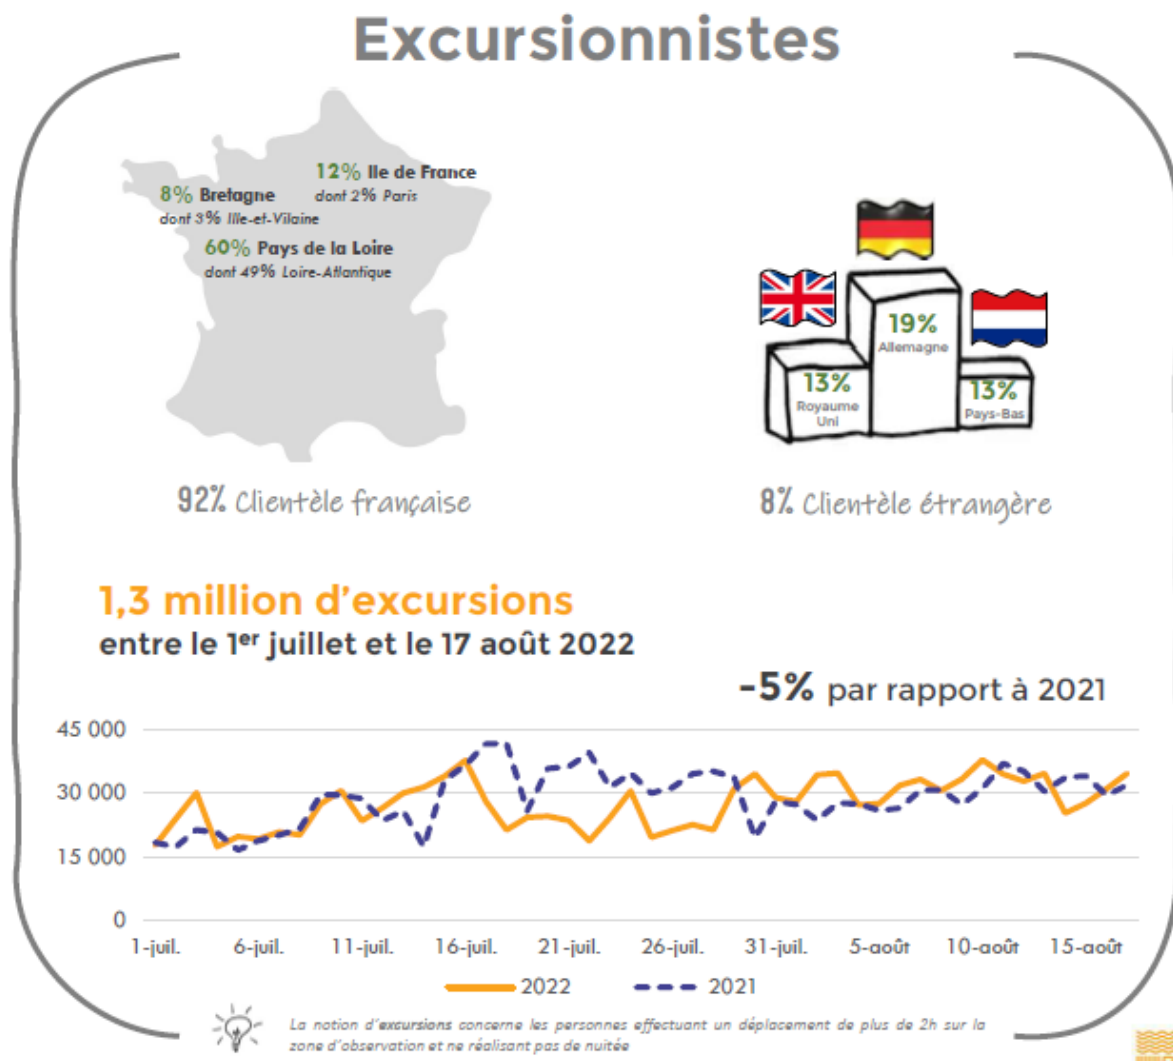 Excursionnistes
12% Ile de France
dont 2% Paris
8% Bretagne
dont 3% Ille-et-Vilaine
60% Pays de la Loire
dont 49% Loire-Atlantique
19%
Allemagne
13%
Royaume
Uni
13%
Pays-Bas
92% Clientèle française
8% Clientèle étrangère
1,3 million d'excursions
entre le 1er juillet et le 17 août 2022
-5% par rapport à 2021
45 000
30 000
15 000
0
1-juil. 6-juil. 11-juil. 16-juil. 21-juil. 26-juil. 31-juil. 5-août 10-août 15-août
2022 2021
La notion d'excursions concerne les personnes effectuant un déplacement de plus de 2h sur la
zone d'observation et ne réalisant pas de nuitée